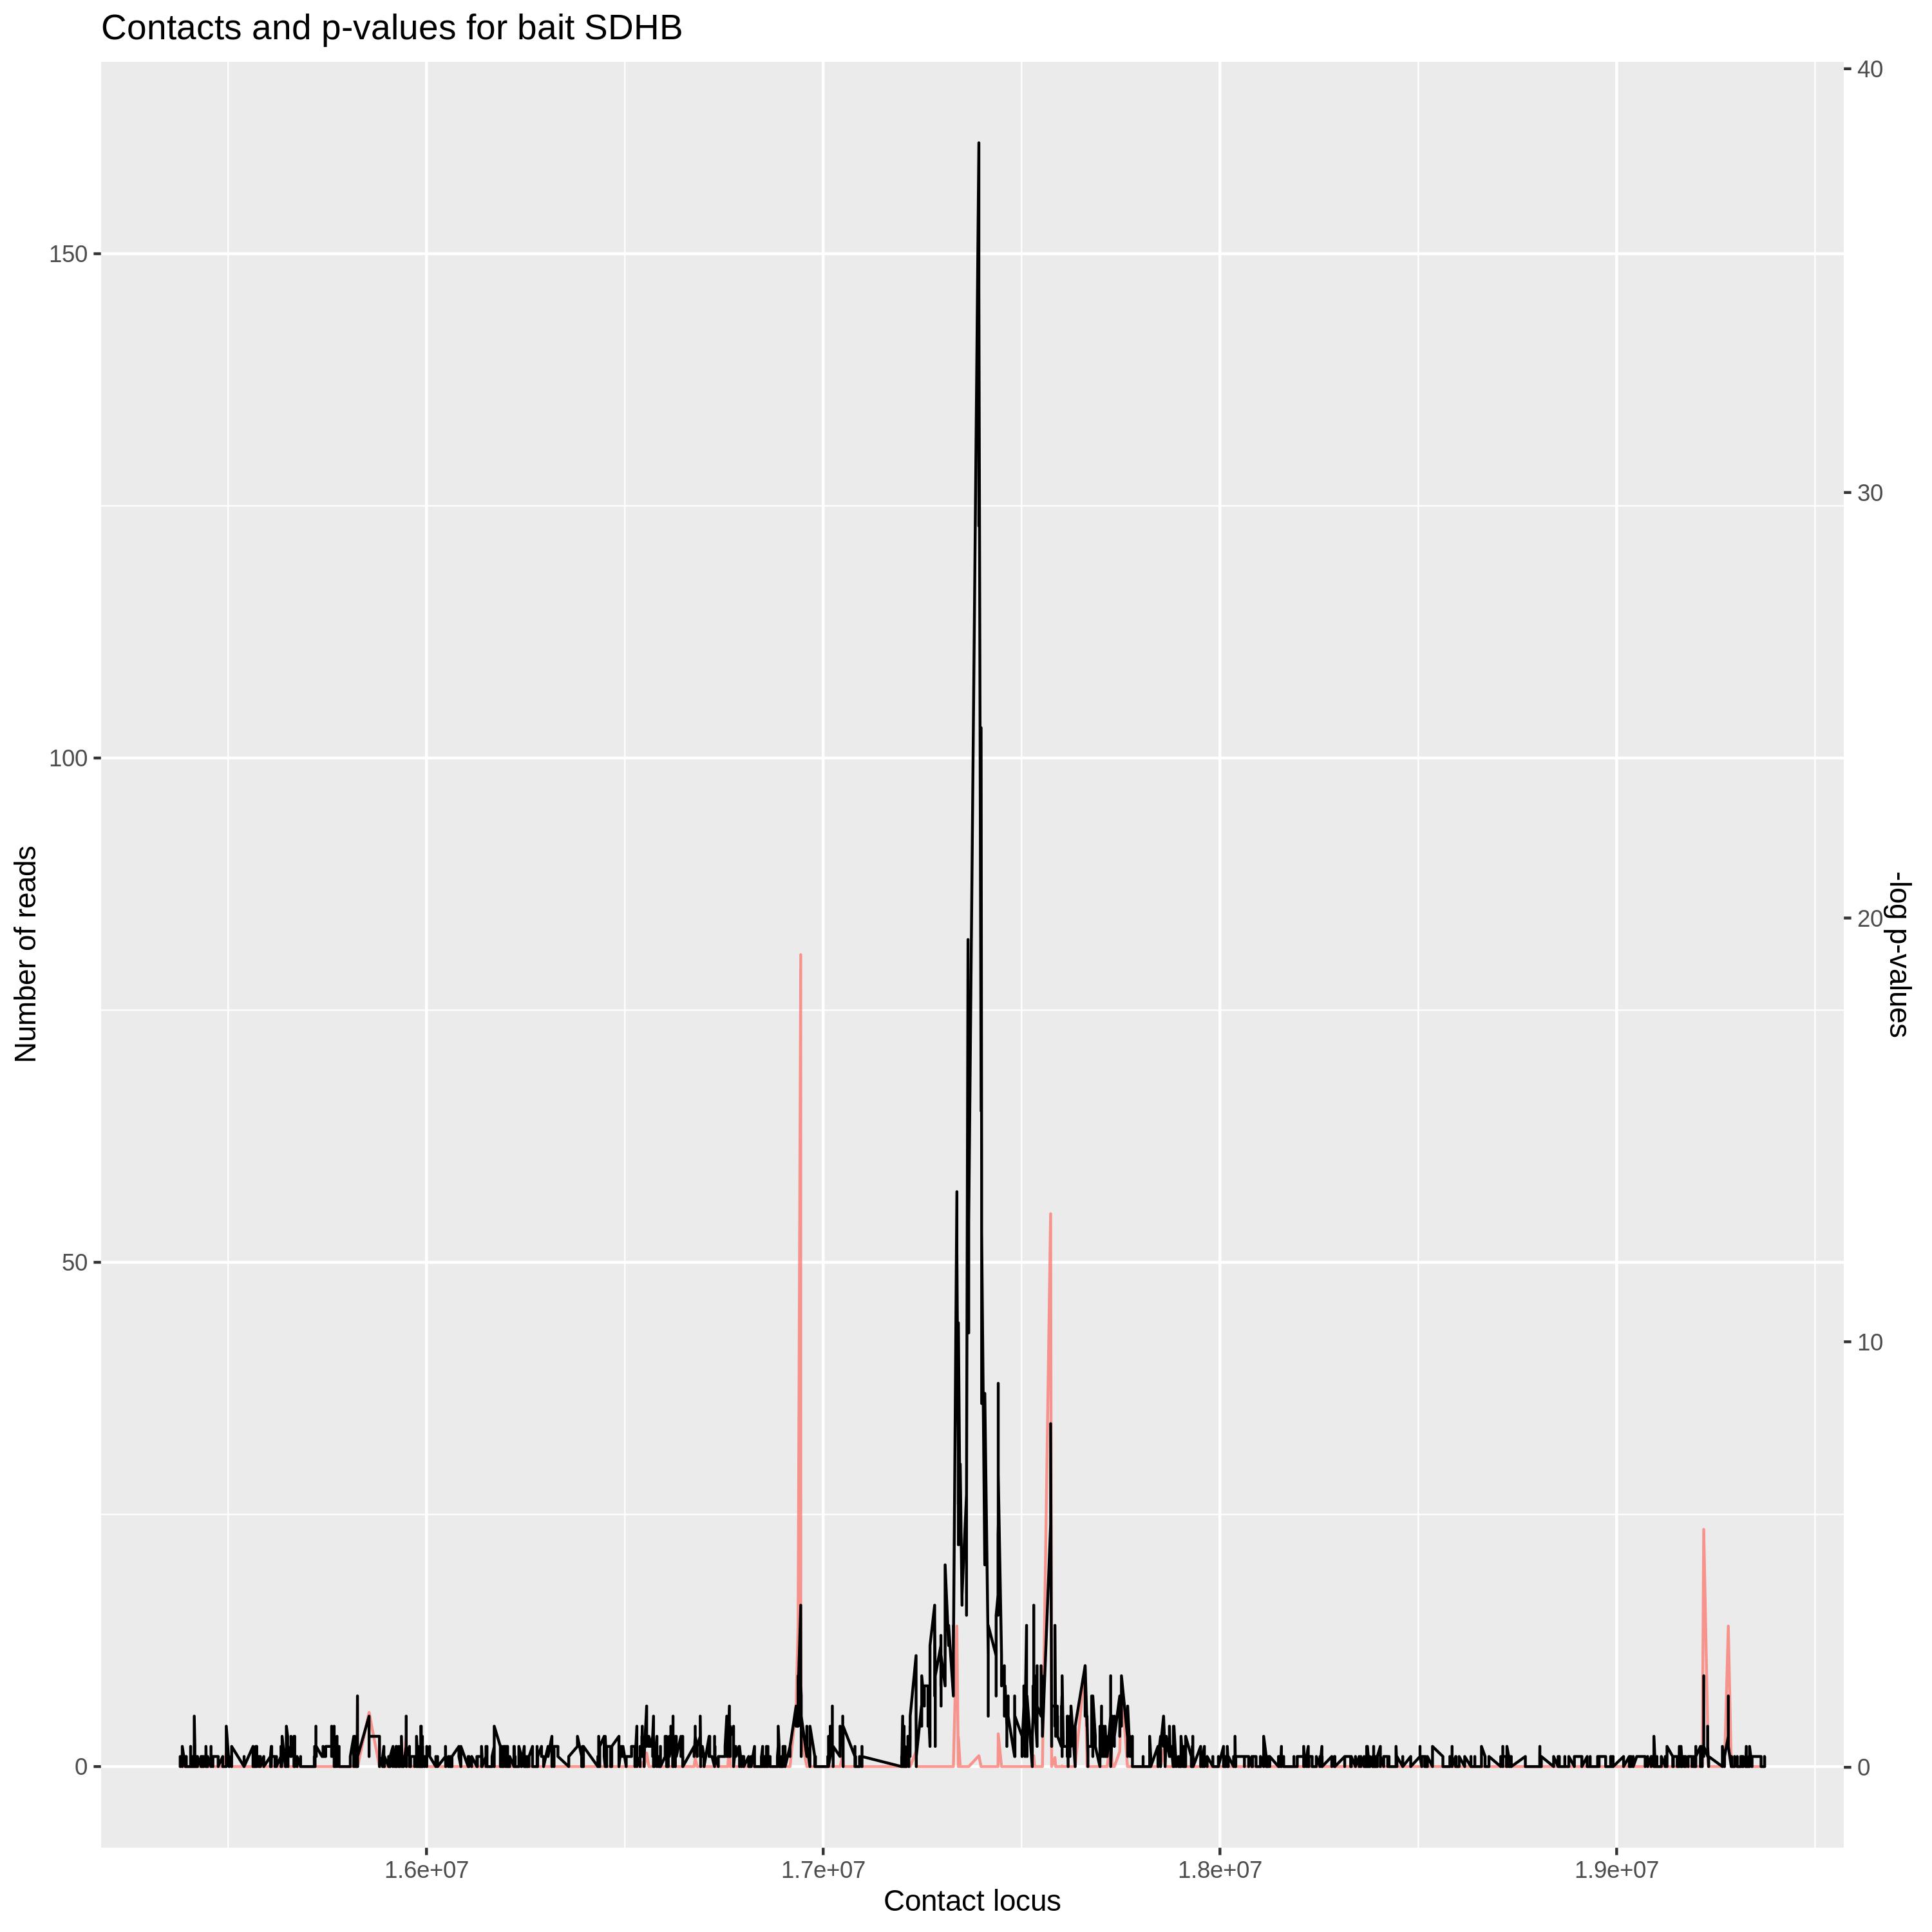 Contacts and p-values for bait SDHB
40
150
30
100
20
50
10
0
0
Number of reads
-log p-values
1.6e+07
1.7e+07
1.8e+07
1.9e+07
Contact locus